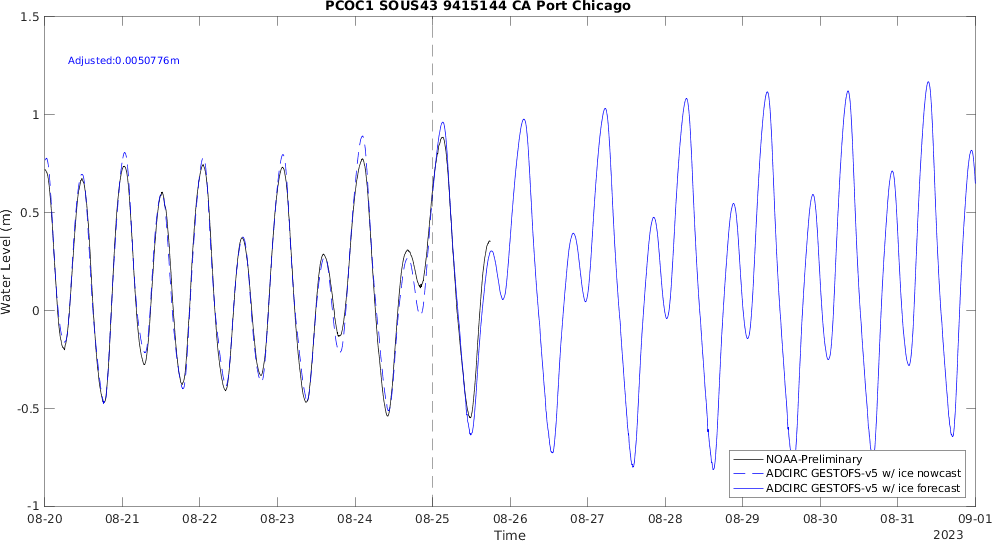 PCOC1 SOUS43 9415144 CA Port Chicago
1.5
Adjusted:0.0050776m
1
0.5
Water Level (m)
0
-0.5
-1
NOAA-Preliminary
ADCIRC GESTOFS-v5 w/ ice nowcast
ADCIRC GESTOFS-v5 w/ ice forecast
08-20 08-21 08-22 08-23 08-24 08-25 08-26 08-27 08-28 08-29 08-30 08-31 09-01
Time
2023